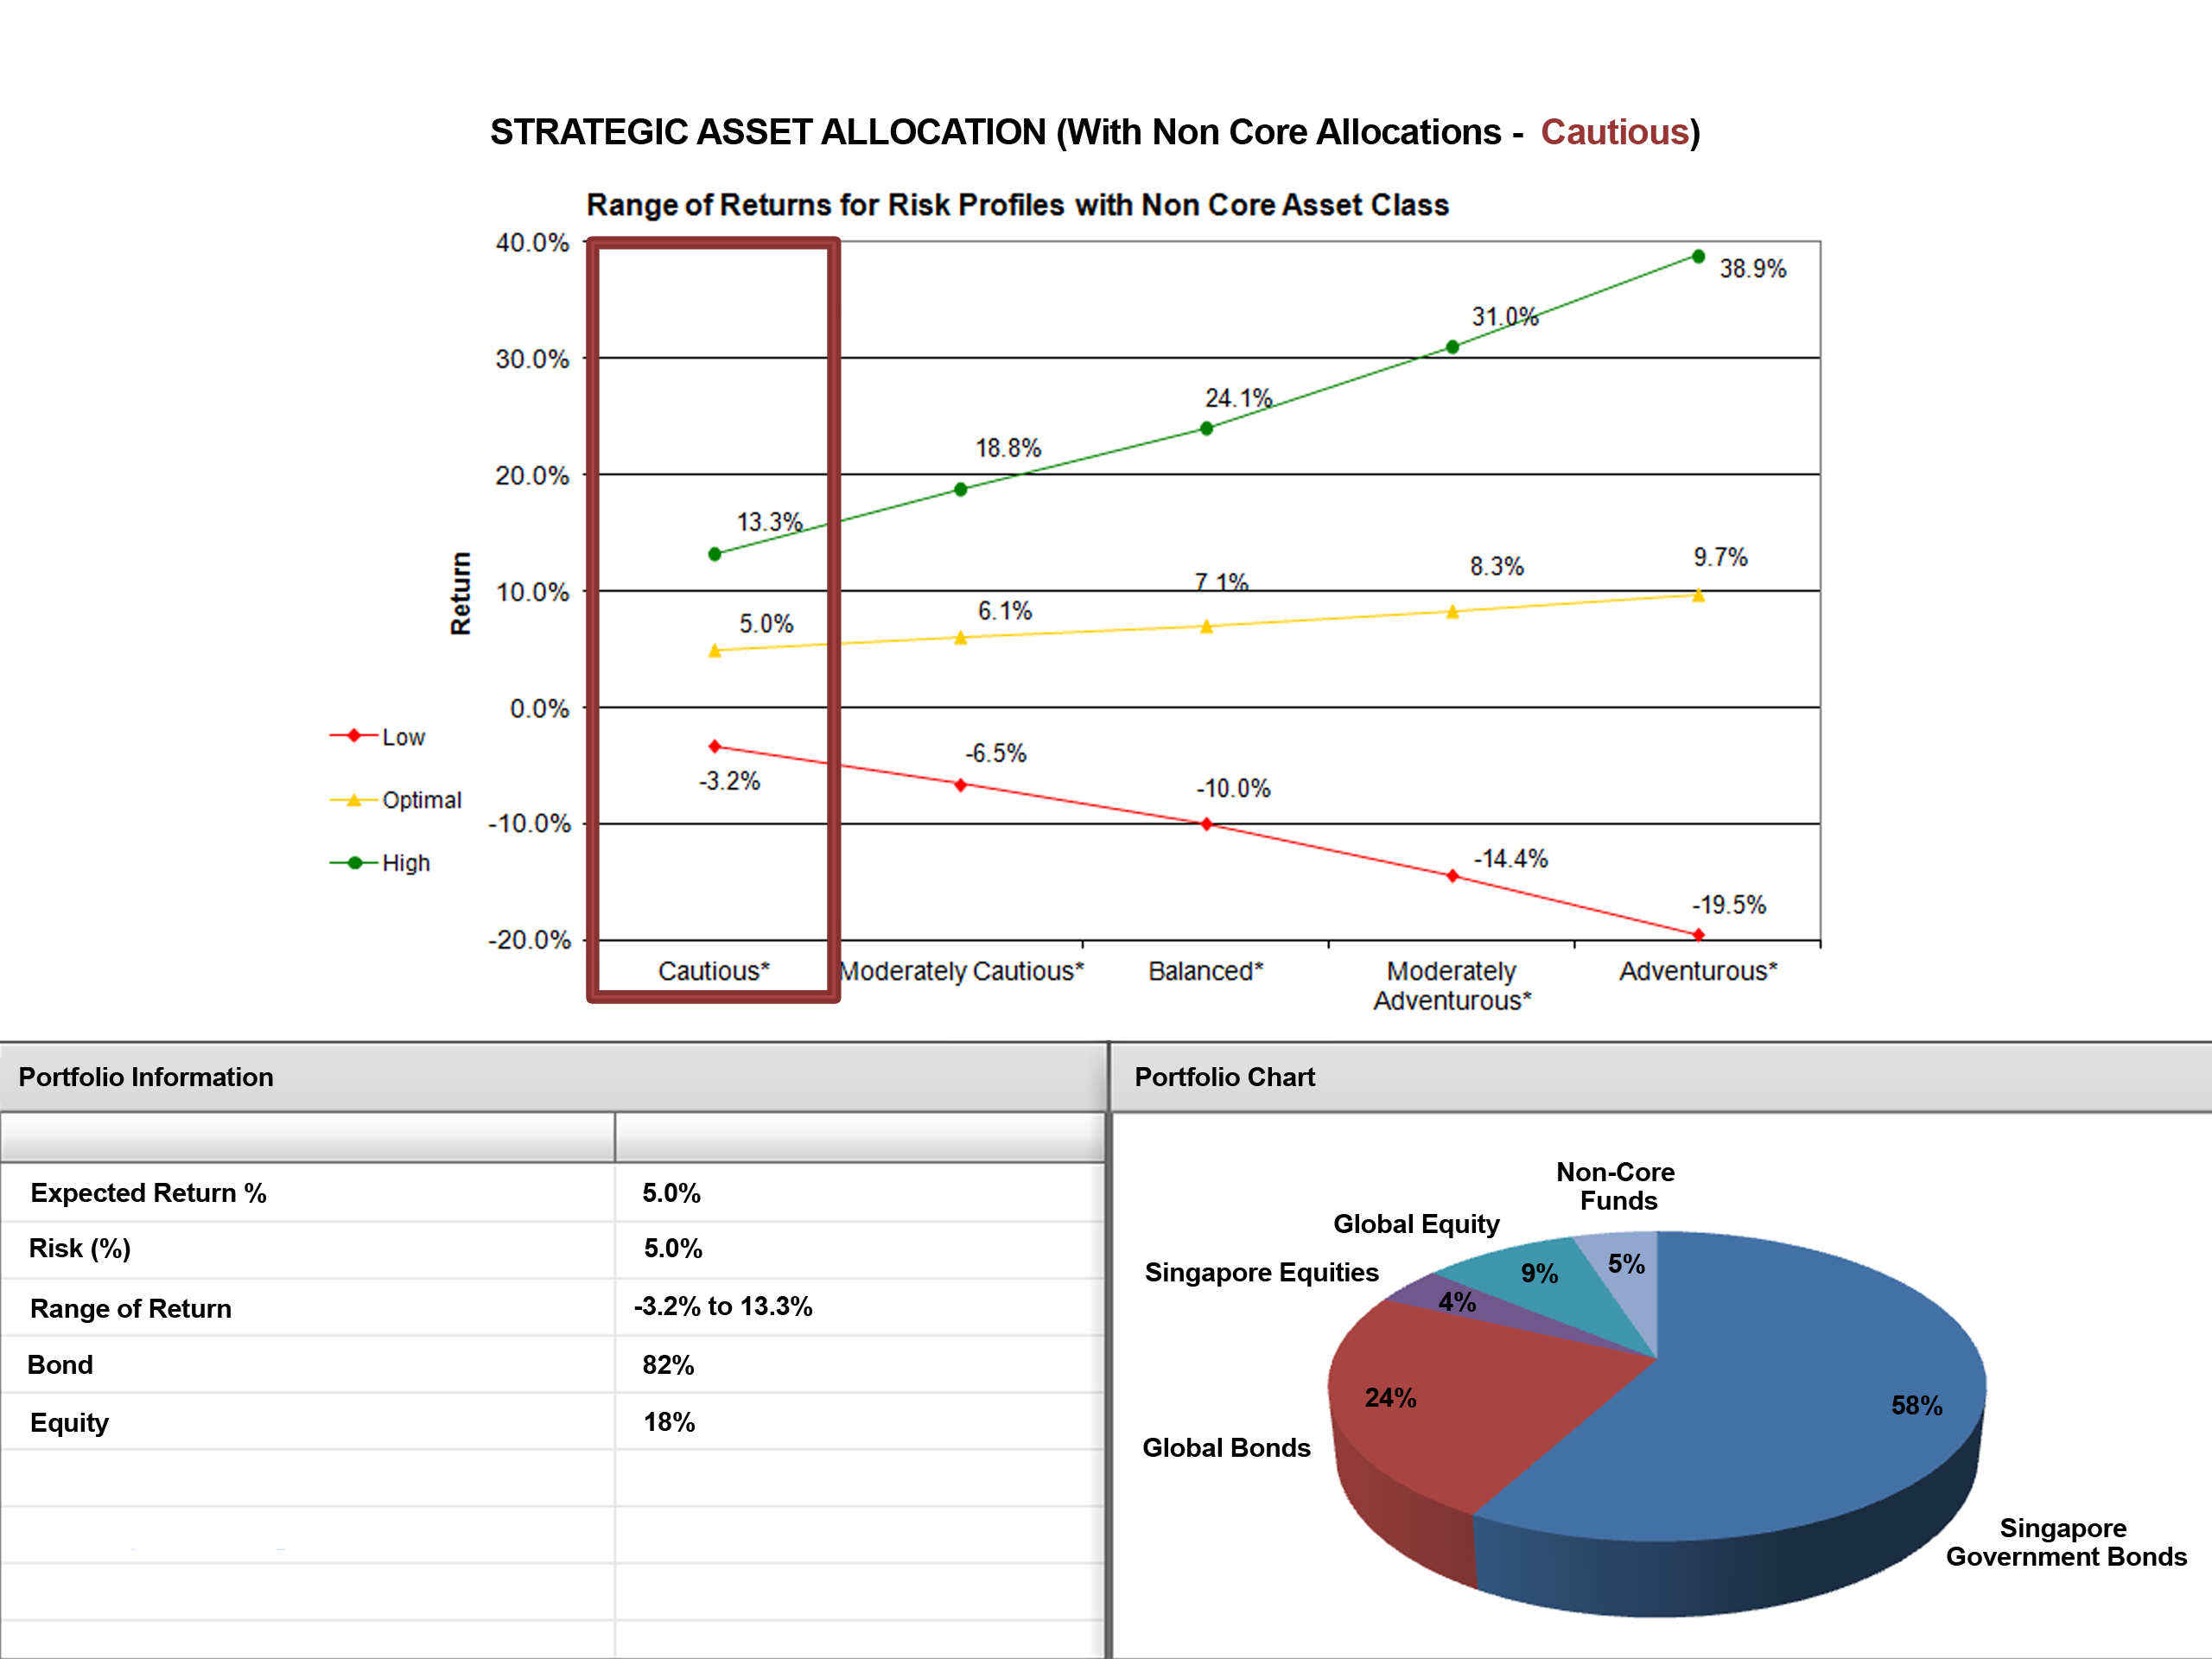 STRATEGIC ASSET ALLOCATION (With Non Core Allocations - Cautious)
Range of Returns for Risk Profiles with Non Core Asset Class
40.0%
30.0%
20.0%
10.0%
0.0%
-10.0%
-20.0%
Return
38.9%
31.0%
24.1%
18.8%
13.3%
5.0%
6.1%
7.1%
8.3%
9.7%
-3.2%
-6.5%
-10.0%
-14.4%
-19.5%
Low
Optimal
High
Cautious*
Moderately Cautious*
Balanced*
Moderately
Adventurous*
Adventurous*
Portfolio Information
Expected Return % 5.0%
Risk (%) 5.0%
Range of Return -3.2% to 13.3%
Bond 82%
Equity 18%
Portfolio Chart
Non-Core
Funds
Global Equity
Singapore Equities
5%
9%
4%
24%
58%
Global Bonds
Singapore
Government Bonds